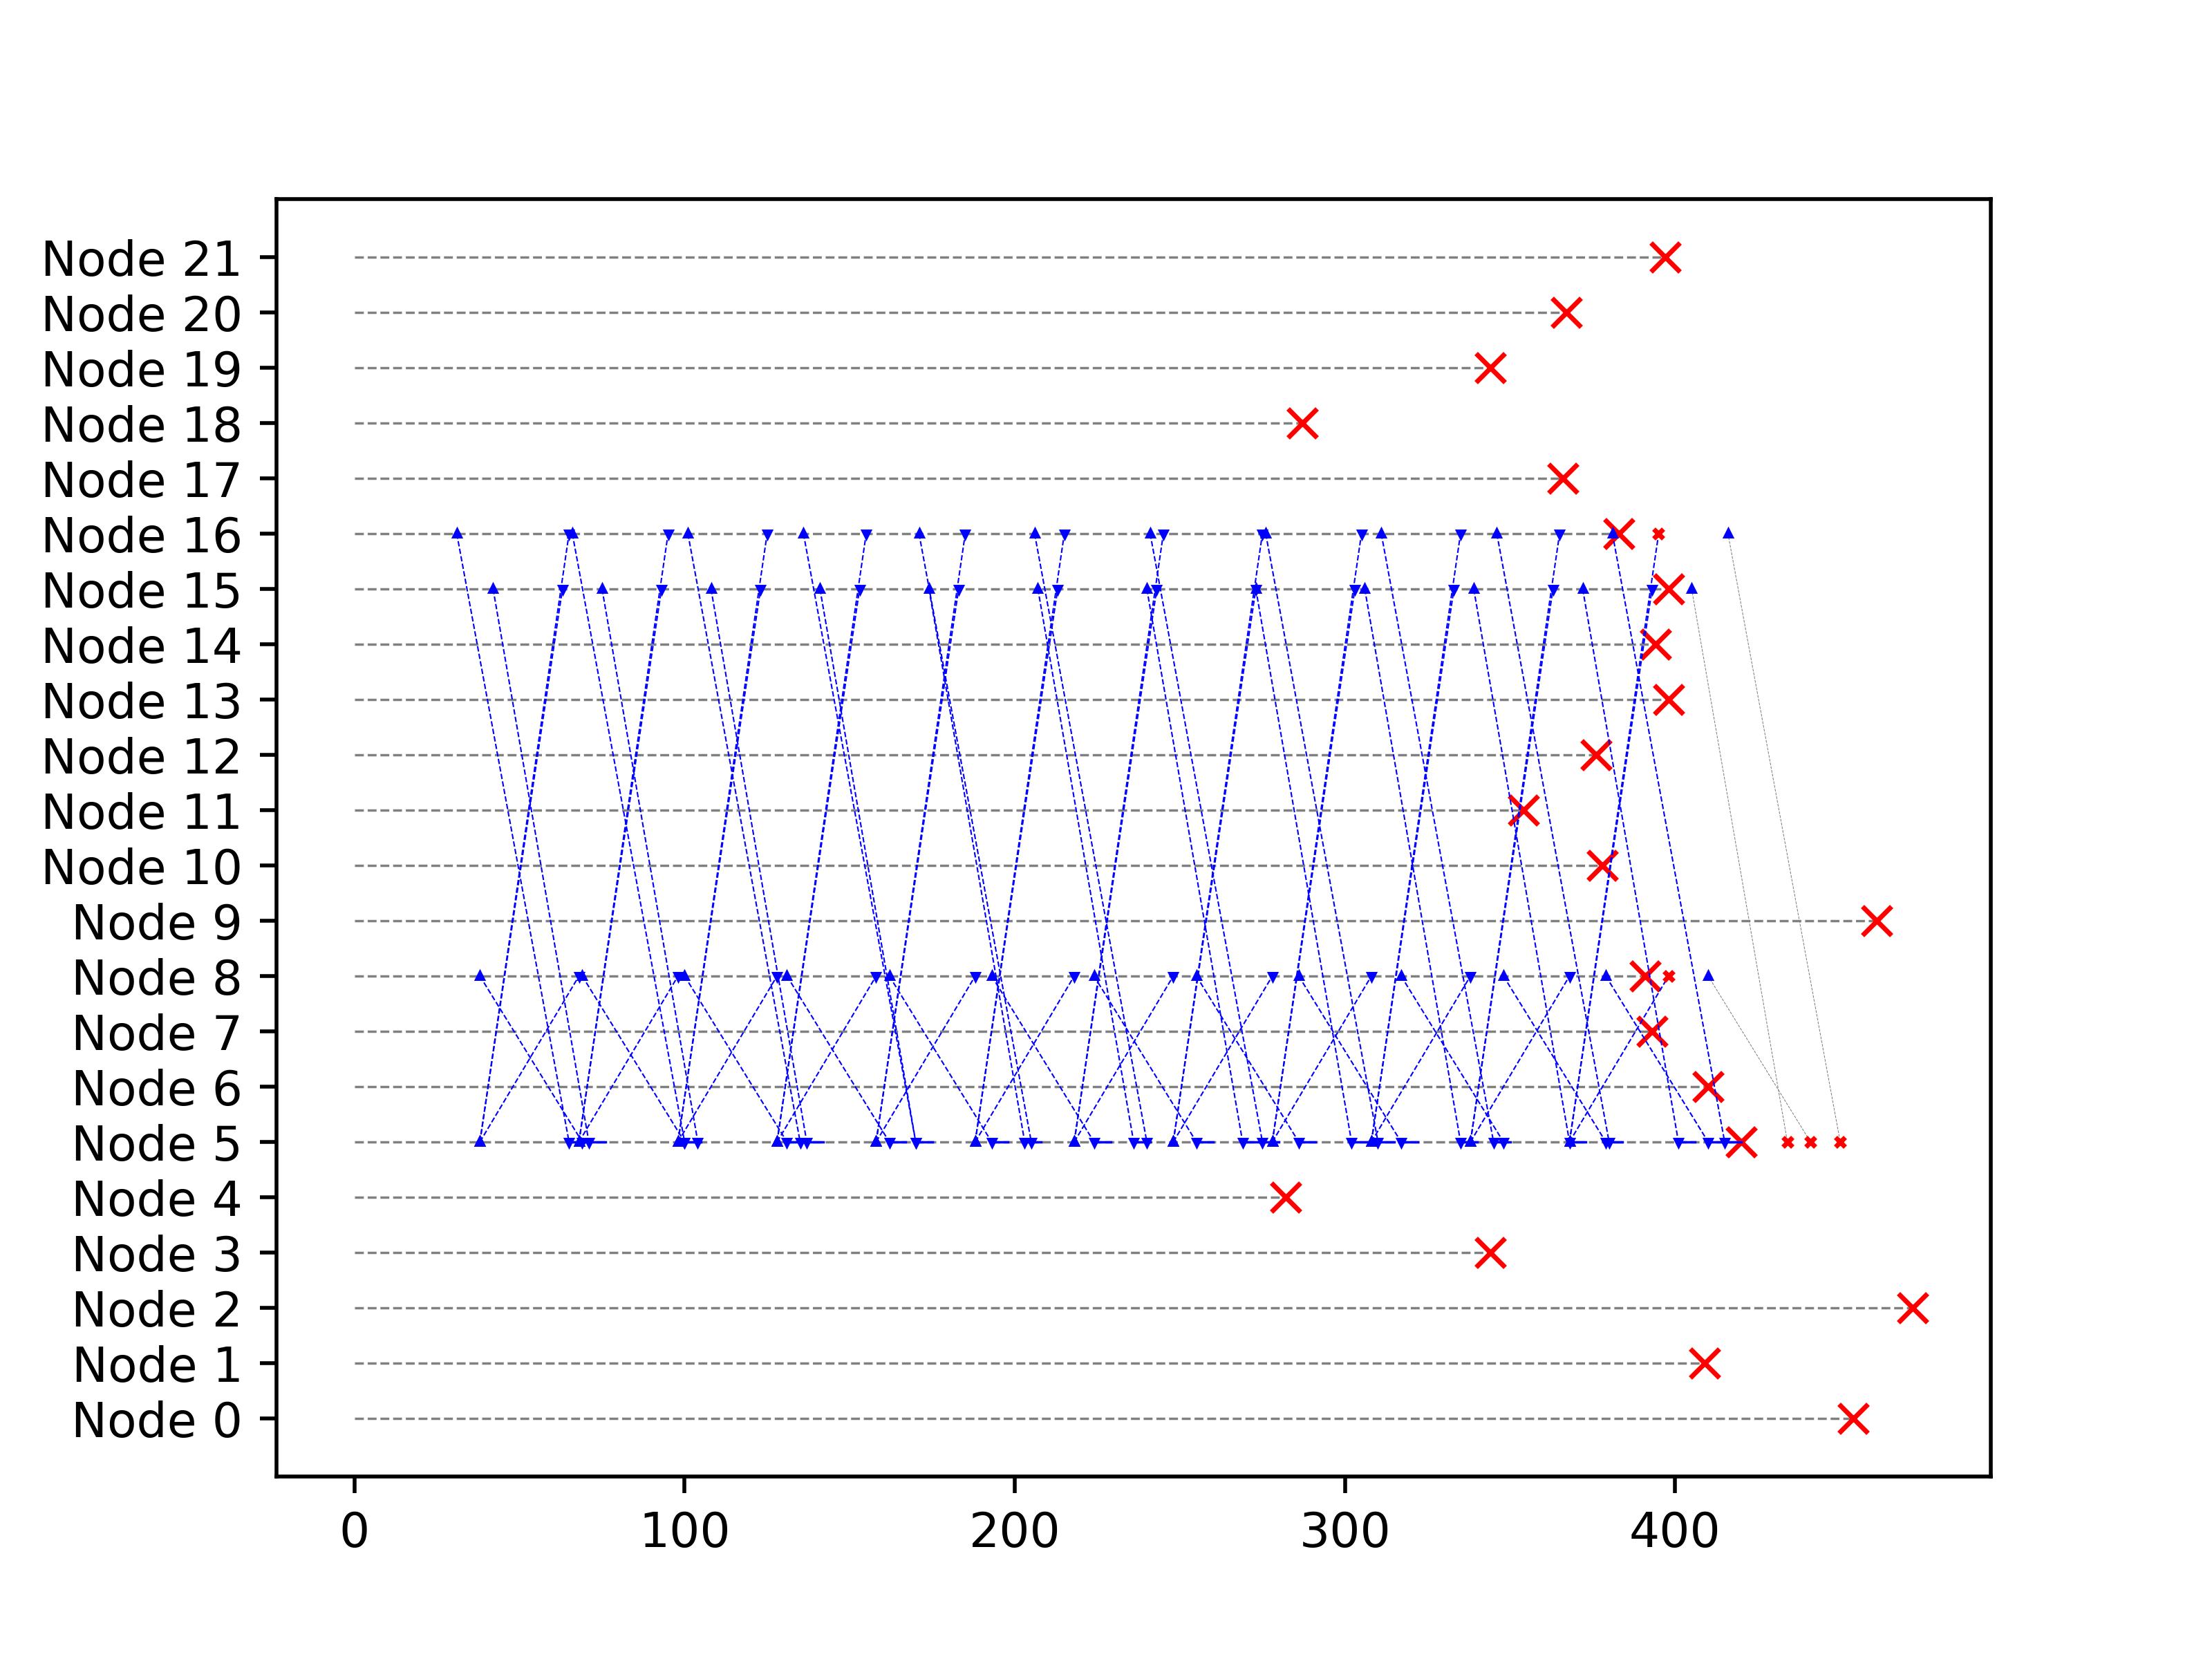 Node 21
Node 20
Node 19
Node 18
Node 17
Node 16
Node 15
Node 14
Node 13
Node 12
Node 11
Node 10
Node 9
Node 8
Node 7
Node 6
Node 5
Node 4
Node 3
Node 2
Node 1
Node 0
0 100 200 300 400